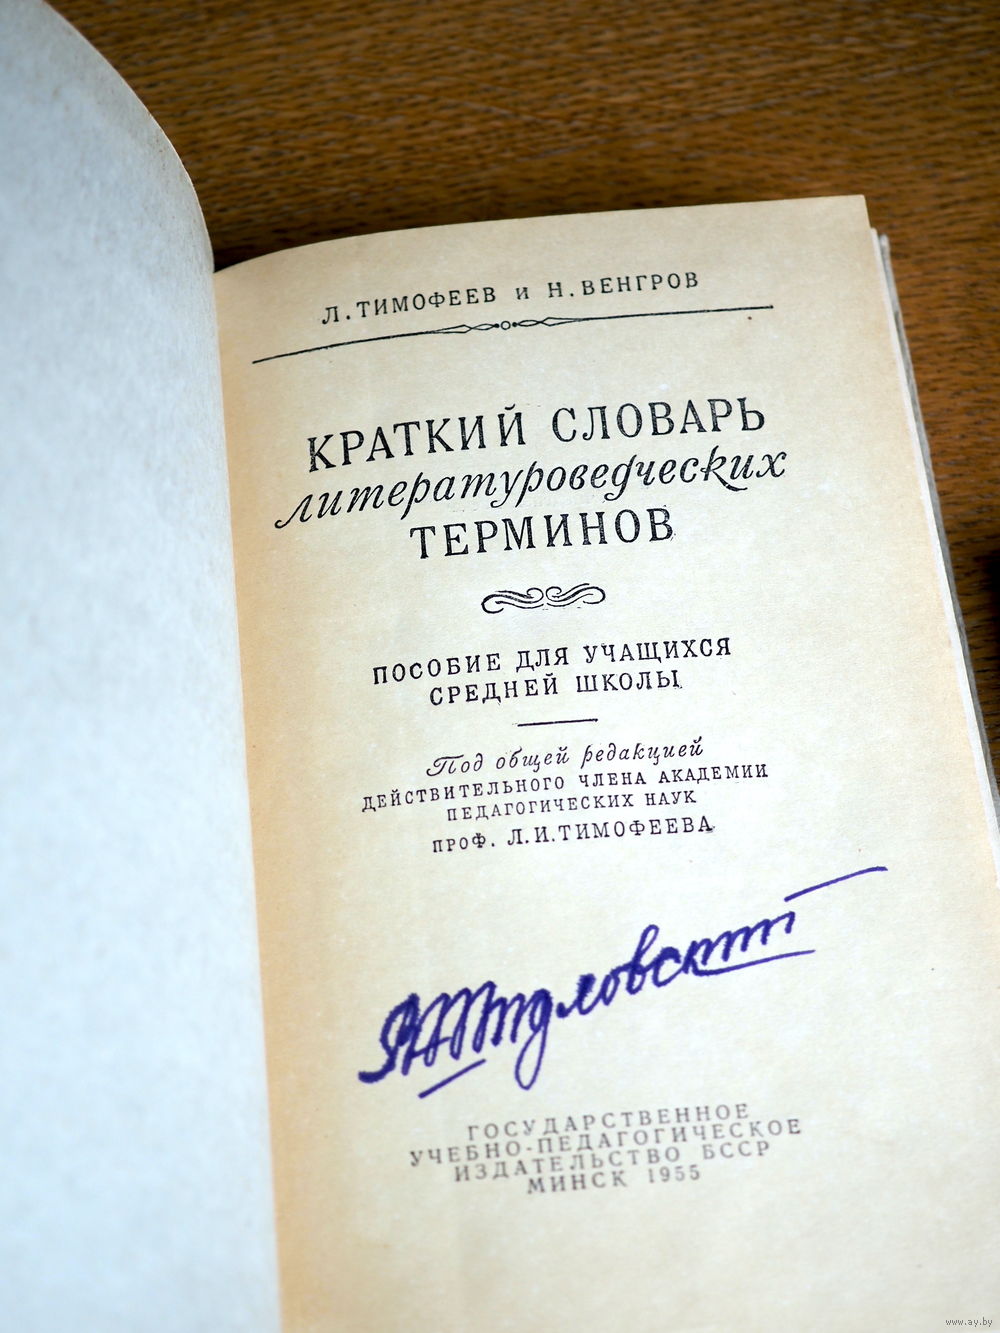 Л. ТИМОФЕЕВ и Н. ВЕНГРОВ
КРАТКИЙ СЛОВАРЬ
литературоведческих
ТЕРМИНОВ
ПОСОБИЕ ДЛЯ УЧАЩИХСЯ
СРЕДНЕЙ ШКОЛЫ
Под общей редакцией
ДЕЙСТВИТЕЛЬНОГО ЧЛЕНА АКАДЕМИИ
ПЕДАГОГИЧЕСКИХ НАУК
ПРОФ. Л. И. ТИМОФЕЕВА
ГОСУДАРСТВЕННОЕ
УЧЕБНО-ПЕДАГОГИЧЕСКОЕ
ИЗДАТЕЛЬСТВО БССР
МИНСК 1955
www.ay.by